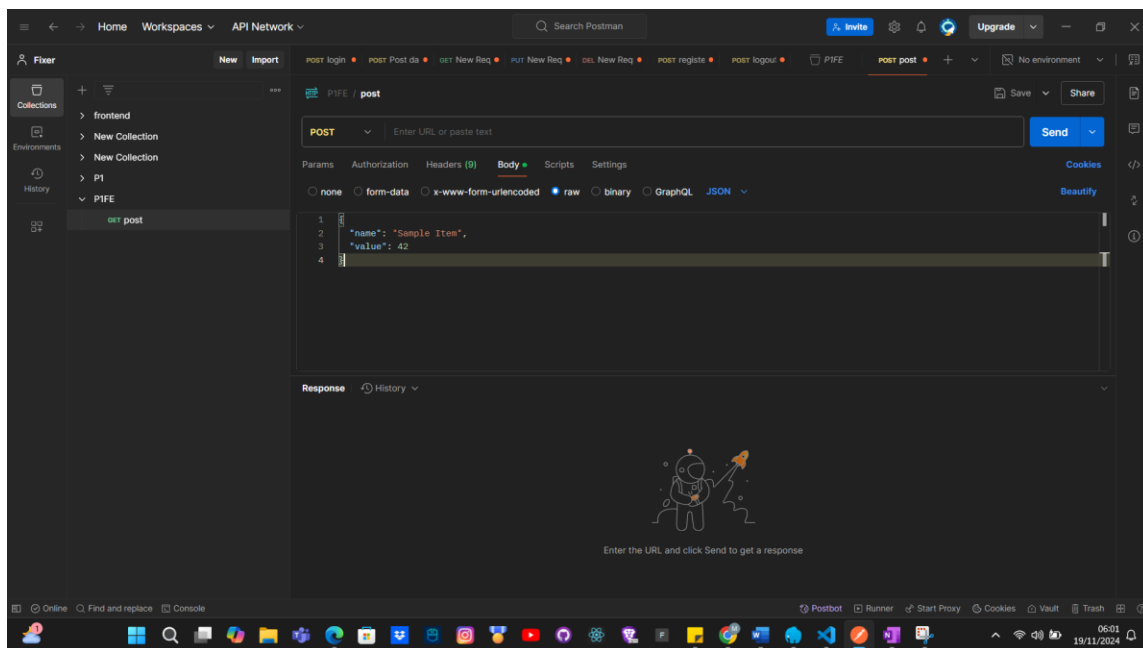 Home Workspaces API Network Search Postman Invite Upgrade
Fixer New Import POST login POST Post da GET New Req PUT New Req DEL New Req POST registe POST logout P1FE POST post No environment
Collections
Environments
History
frontend
New Collection
New Collection
P1
P1FE
GET post
P1FE / post Save Share
POST Enter URL or paste text Send
Params Authorization Headers (9) Body Scripts Settings Cookies
none form-data x-www-form-urlencoded raw binary GraphQL JSON Beautify
1 {
2 "name": "Sample Item",
3 "value": 42
4 }
Response History
Enter the URL and click Send to get a response
Online Find and replace Console Postbot Runner Start Proxy Cookies Vault Trash
06:01
19/11/2024